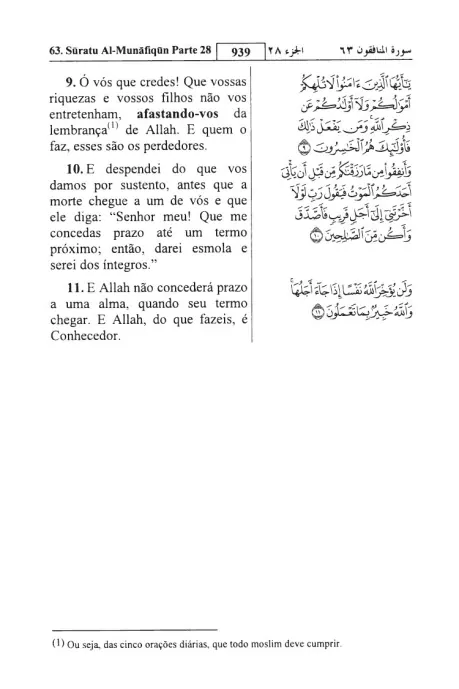 63. Sūratu Al-Munāfiqūn Parte 28 939 الجزء ٢٨ سورة المنافقون ٦٣
9. Ó vós que credes! Que vossas
riquezas e vossos filhos não vos
entretenham, afastando-vos da
lembrança(1) de Allah. E quem o
faz, esses são os perdedores.
يَٰٓأَيُّهَا ٱلَّذِينَ ءَامَنُوا۟ لَا تُلْهِكُمْ
أَمْوَٰلُكُمْ وَلَآ أَوْلَٰدُكُمْ عَن
ذِكْرِ ٱللَّهِ وَمَن يَفْعَلْ ذَٰلِكَ
فَأُو۟لَٰٓئِكَ هُمُ ٱلْخَٰسِرُونَ ٩
10. E despendei do que vos
damos por sustento, antes que a
morte chegue a um de vós e que
ele diga: “Senhor meu! Que me
concedas prazo até um termo
próximo; então, darei esmola e
serei dos íntegros.”
وَأَنفِقُوا۟ مِن مَّا رَزَقْنَٰكُم مِّن قَبْلِ أَن يَأْتِىَ
أَحَدَكُمُ ٱلْمَوْتُ فَيَقُولَ رَبِّ لَوْلَآ
أَخَّرْتَنِىٓ إِلَىٰٓ أَجَلٍ قَرِيبٍ فَأَصَّدَّقَ
وَأَكُن مِّنَ ٱلصَّٰلِحِينَ ١٠
11. E Allah não concederá prazo
a uma alma, quando seu termo
chegar. E Allah, do que fazeis, é
Conhecedor.
وَلَن يُؤَخِّرَ ٱللَّهُ نَفْسًا إِذَا جَآءَ أَجَلُهَا
وَٱللَّهُ خَبِيرٌۢ بِمَا تَعْمَلُونَ ١١
(1) Ou seja, das cinco orações diárias, que todo moslim deve cumprir.